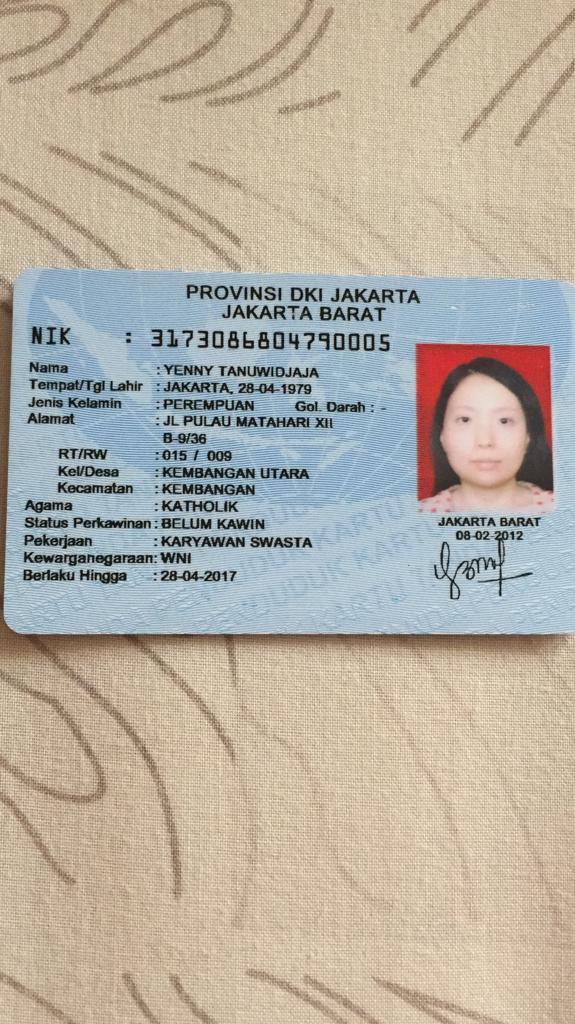 PROVINSI DKI JAKARTA
JAKARTA BARAT
NIK : 3173086804790005
Nama : YENNY TANUWIDJAJA
Tempat/Tgl Lahir : JAKARTA, 28-04-1979
Jenis Kelamin : PEREMPUAN Gol. Darah : -
Alamat : JL PULAU MATAHARI XII
B-9/36
RT/RW : 015 / 009
Kel/Desa : KEMBANGAN UTARA
Kecamatan : KEMBANGAN
Agama : KATHOLIK
Status Perkawinan: BELUM KAWIN
Pekerjaan : KARYAWAN SWASTA
Kewarganegaraan: WNI
Berlaku Hingga : 28-04-2017
JAKARTA BARAT
08-02-2012